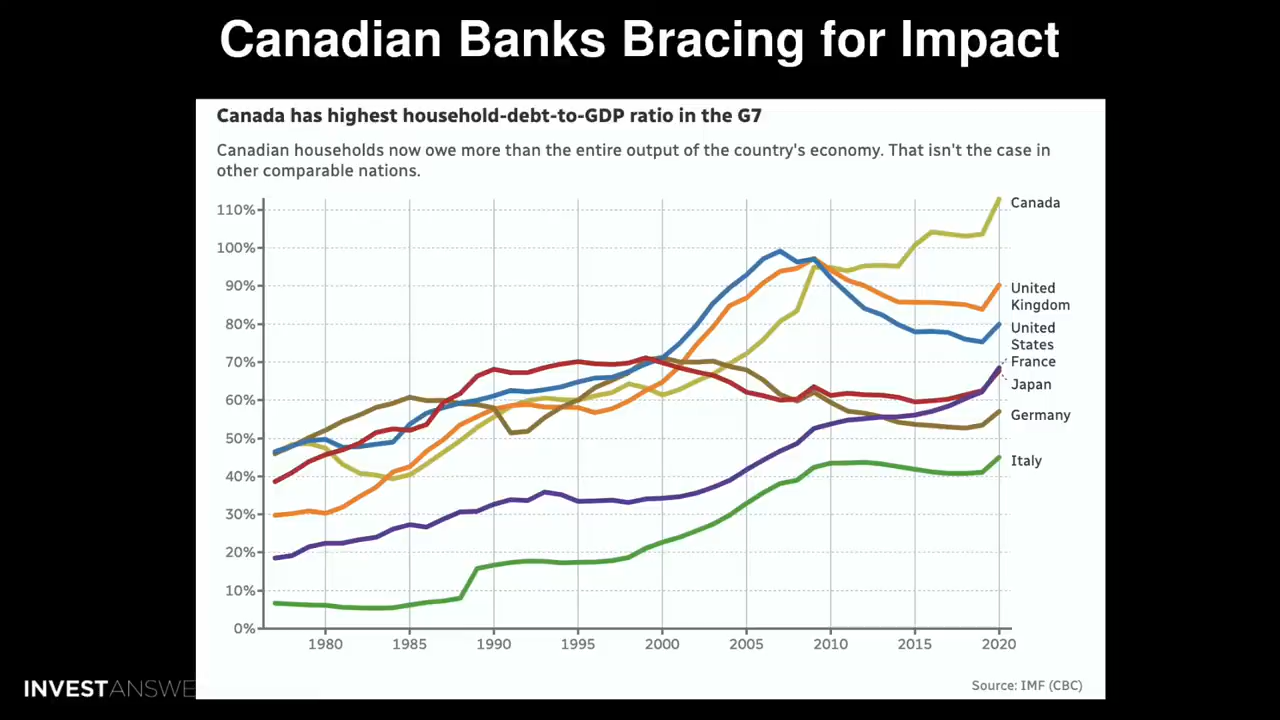 Canadian Banks Bracing for Impact
Canada has highest household-debt-to-GDP ratio in the G7
Canadian households now owe more than the entire output of the country's economy. That isn't the case in
other comparable nations.
110%
100%
90%
80%
70%
60%
50%
40%
30%
20%
10%
0%
Canada
United
Kingdom
United
States
France
Japan
Germany
Italy
1980 1985 1990 1995 2000 2005 2010 2015 2020
INVESTANSWE
Source: IMF (CBC)